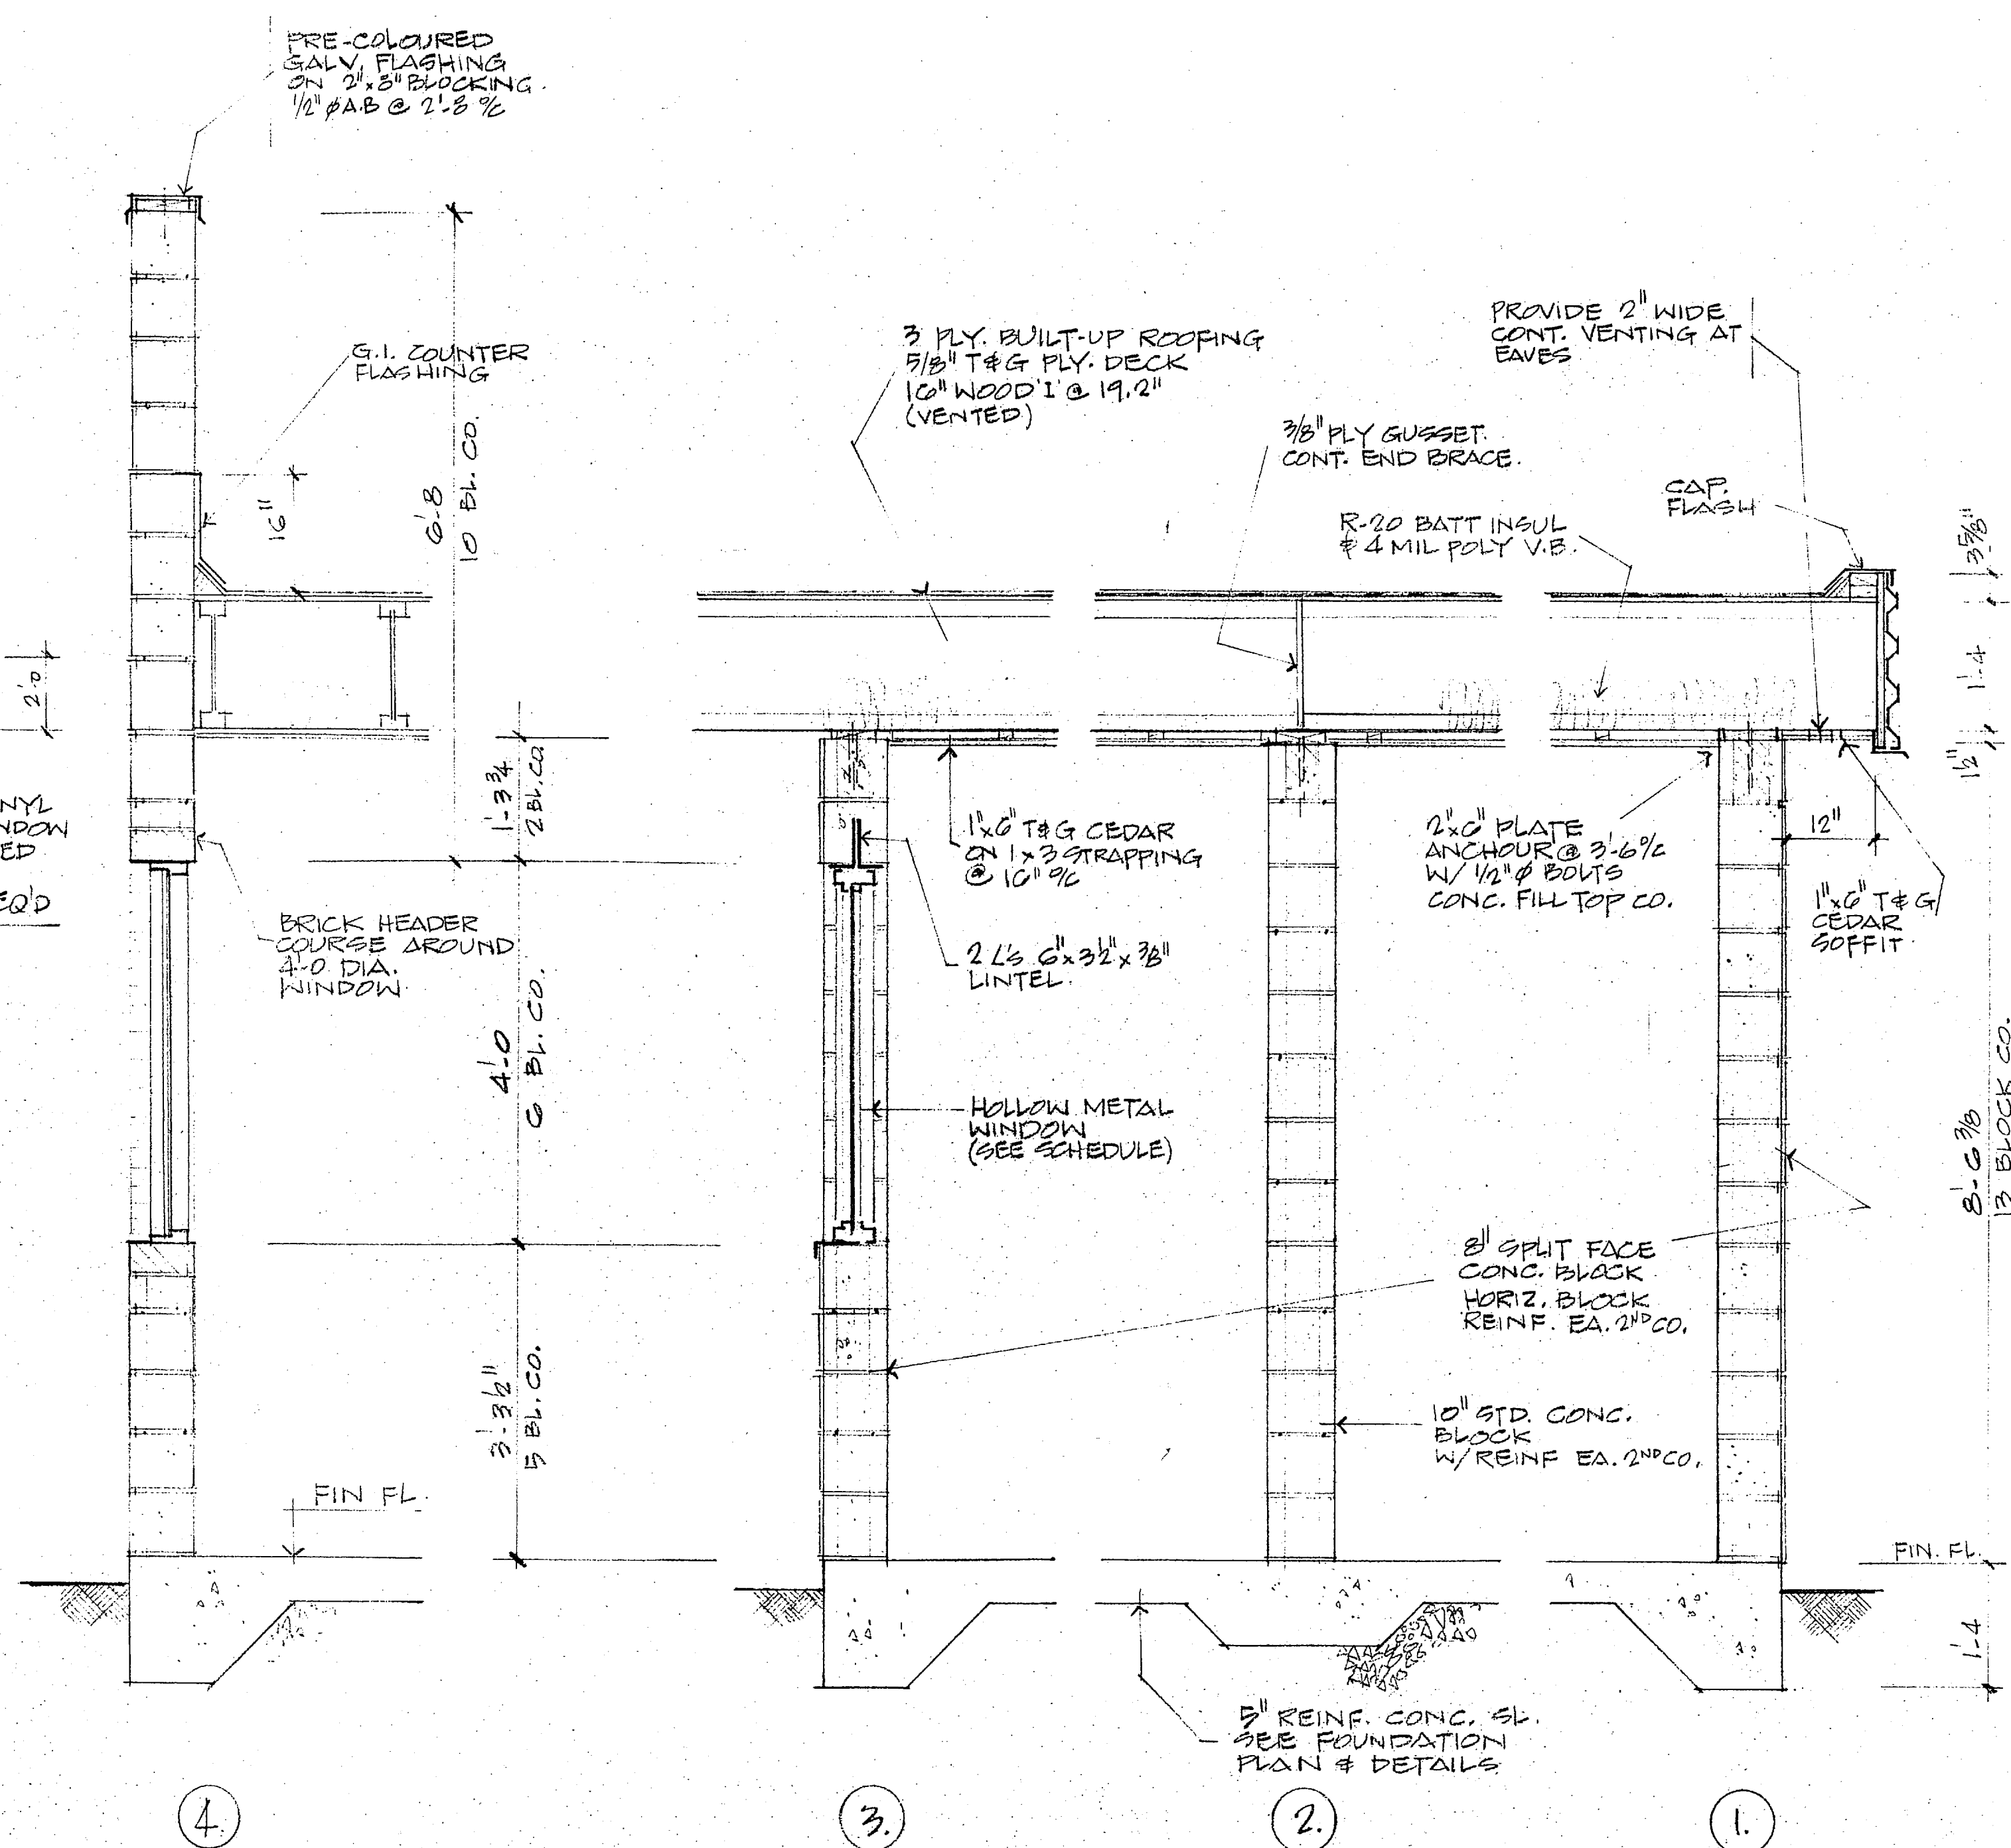 PRE-COLOURED
GALV. FLASHING
ON 2"x8" BLOCKING.
1/2" ø A.B @ 2'-8 o/c
G.I. COUNTER
FLASHING
16"
6'-8
10 BL. CO.
2'-0
1'-3 3/4
2 BL. CO.
NYL
NDOW
ED
EQ'D
BRICK HEADER
COURSE AROUND
4'-0 DIA.
WINDOW
4'-0
6 BL. CO.
3'-3 1/2"
5 BL. CO.
FIN FL.
3 PLY. BUILT-UP ROOFING
5/8" T&G PLY. DECK
16" WOOD 'I' @ 19.2"
(VENTED)
3/8" PLY GUSSET.
CONT. END BRACE.
PROVIDE 2" WIDE
CONT. VENTING AT
EAVES
R-20 BATT INSUL
& 4 MIL POLY V.B.
CAP.
FLASH
3 5/8"
1'-4
1 1/2"
1"x6" T&G CEDAR
ON 1x3 STRAPPING
@ 16" o/c
2 L'S 6"x3 1/2"x3/8"
LINTEL.
2"x6" PLATE
ANCHOUR @ 3'-6 o/c
W/ 1/2" ø BOLTS
CONC. FILL TOP CO.
12"
1"x6" T&G
CEDAR
SOFFIT
HOLLOW METAL
WINDOW
(SEE SCHEDULE)
8'-6 3/8
13 BLOCK CO.
8" SPLIT FACE
CONC. BLOCK
HORIZ. BLOCK
REINF. EA. 2ND CO.
10" STD. CONC.
BLOCK
W/ REINF EA. 2ND CO.
FIN. FL.
1'-4
5" REINF. CONC. SL.
SEE FOUNDATION
PLAN & DETAILS
4.
3.
2.
1.